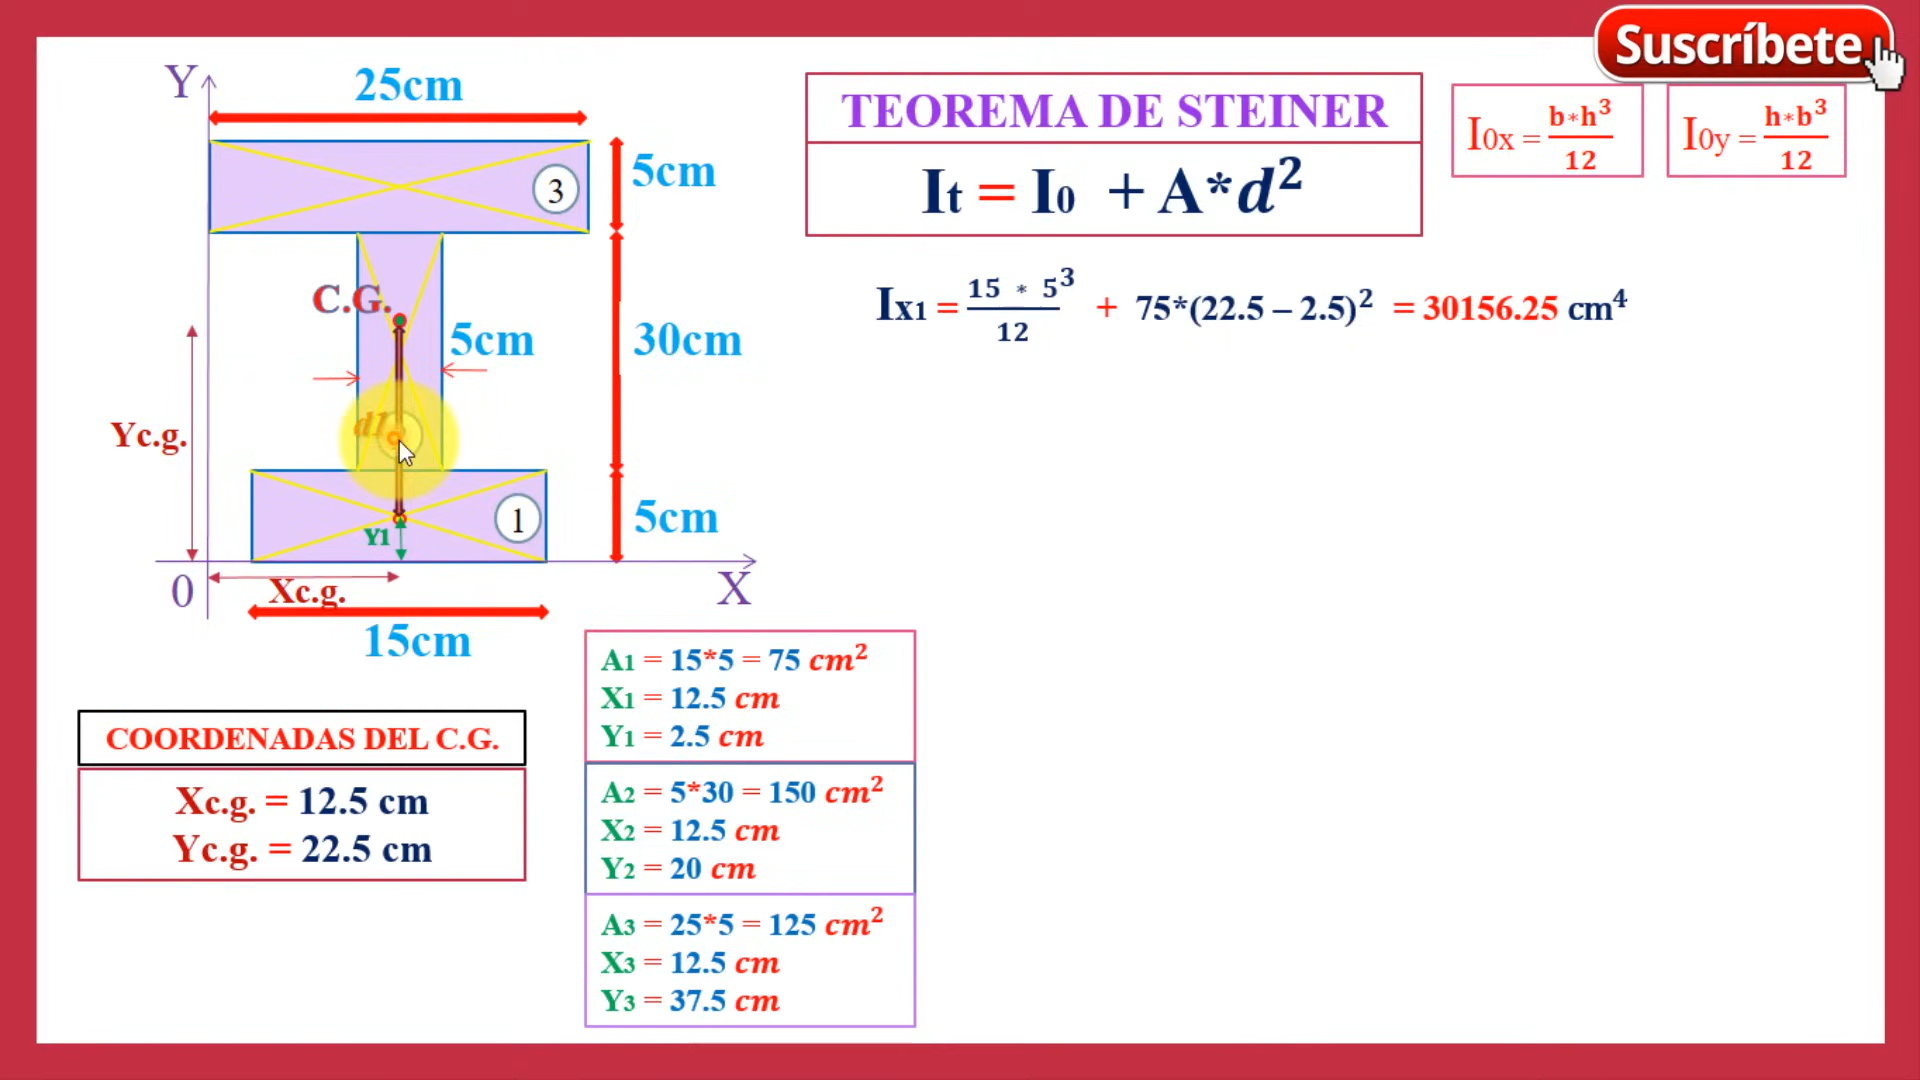 Suscríbete
Y
25cm
5cm
3
C.G.
5cm
30cm
d1
Yc.g.
1
5cm
Y1
0
Xc.g.
X
15cm
TEOREMA DE STEINER
It = I0 + A*d²
I0x = b*h³/12
I0y = h*b³/12
Ix1 = 15 * 5³/12 + 75*(22.5 – 2.5)² = 30156.25 cm⁴
COORDENADAS DEL C.G.
Xc.g. = 12.5 cm
Yc.g. = 22.5 cm
A1 = 15*5 = 75 cm²
X1 = 12.5 cm
Y1 = 2.5 cm
A2 = 5*30 = 150 cm²
X2 = 12.5 cm
Y2 = 20 cm
A3 = 25*5 = 125 cm²
X3 = 12.5 cm
Y3 = 37.5 cm